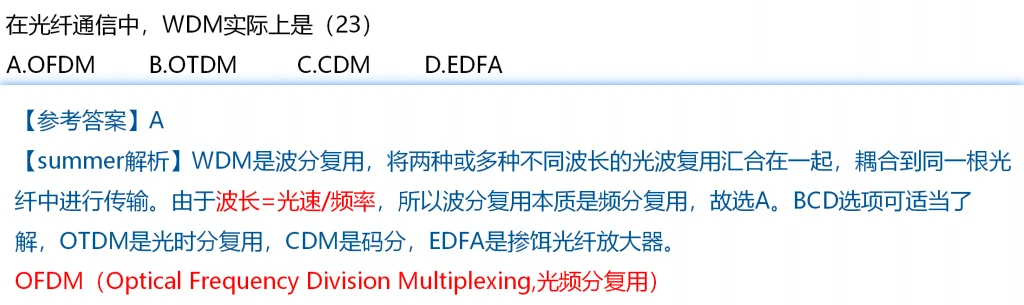 在光纤通信中，WDM实际上是（23）
A.OFDM B.OTDM C.CDM D.EDFA
【参考答案】A
【summer解析】WDM是波分复用，将两种或多种不同波长的光波复用汇合在一起，耦合到同一根光
纤中进行传输。由于波长=光速/频率，所以波分复用本质是频分复用，故选A。BCD选项可适当了
解，OTDM是光时分复用，CDM是码分，EDFA是掺饵光纤放大器。
OFDM（Optical Frequency Division Multiplexing,光频分复用）